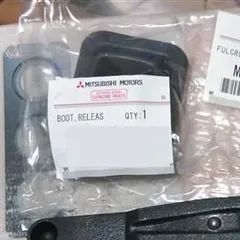 MITSUBISHI MOTORS
GENUINE PARTS
BOOT, RELEAS QTY:1
FULCR
M